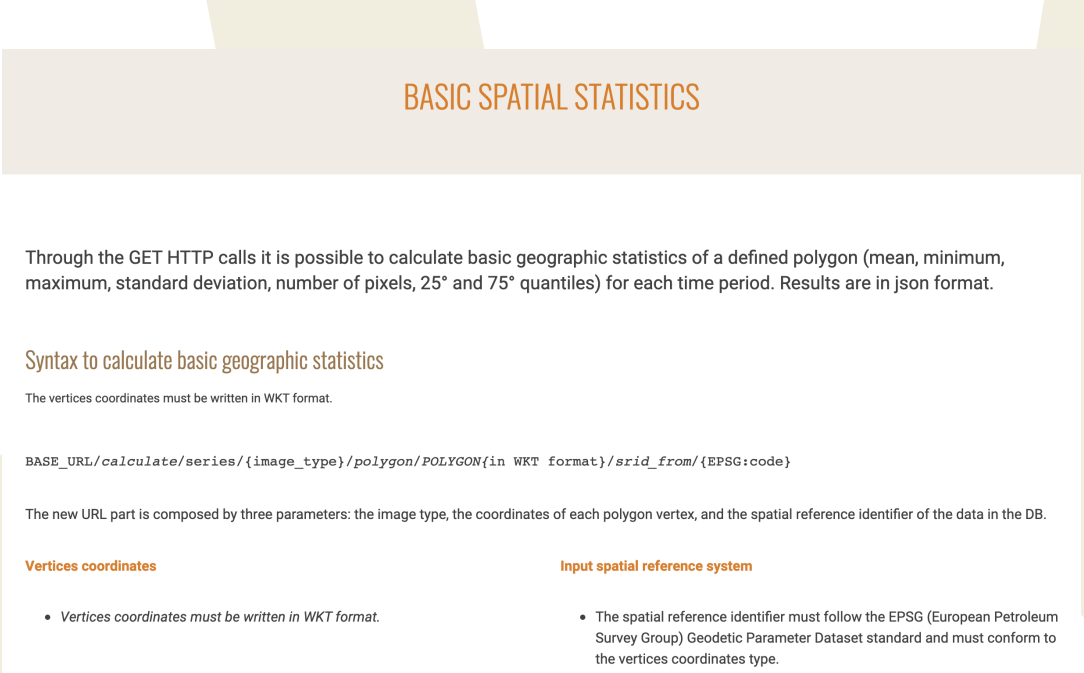 BASIC SPATIAL STATISTICS
Through the GET HTTP calls it is possible to calculate basic geographic statistics of a defined polygon (mean, minimum,
maximum, standard deviation, number of pixels, 25° and 75° quantiles) for each time period. Results are in json format.
Syntax to calculate basic geographic statistics
The vertices coordinates must be written in WKT format.
BASE_URL/calculate/series/{image_type}/polygon/POLYGON{in WKT format}/srid_from/{EPSG:code}
The new URL part is composed by three parameters: the image type, the coordinates of each polygon vertex, and the spatial reference identifier of the data in the DB.
Vertices coordinates
• Vertices coordinates must be written in WKT format.
Input spatial reference system
• The spatial reference identifier must follow the EPSG (European Petroleum
Survey Group) Geodetic Parameter Dataset standard and must conform to
the vertices coordinates type.